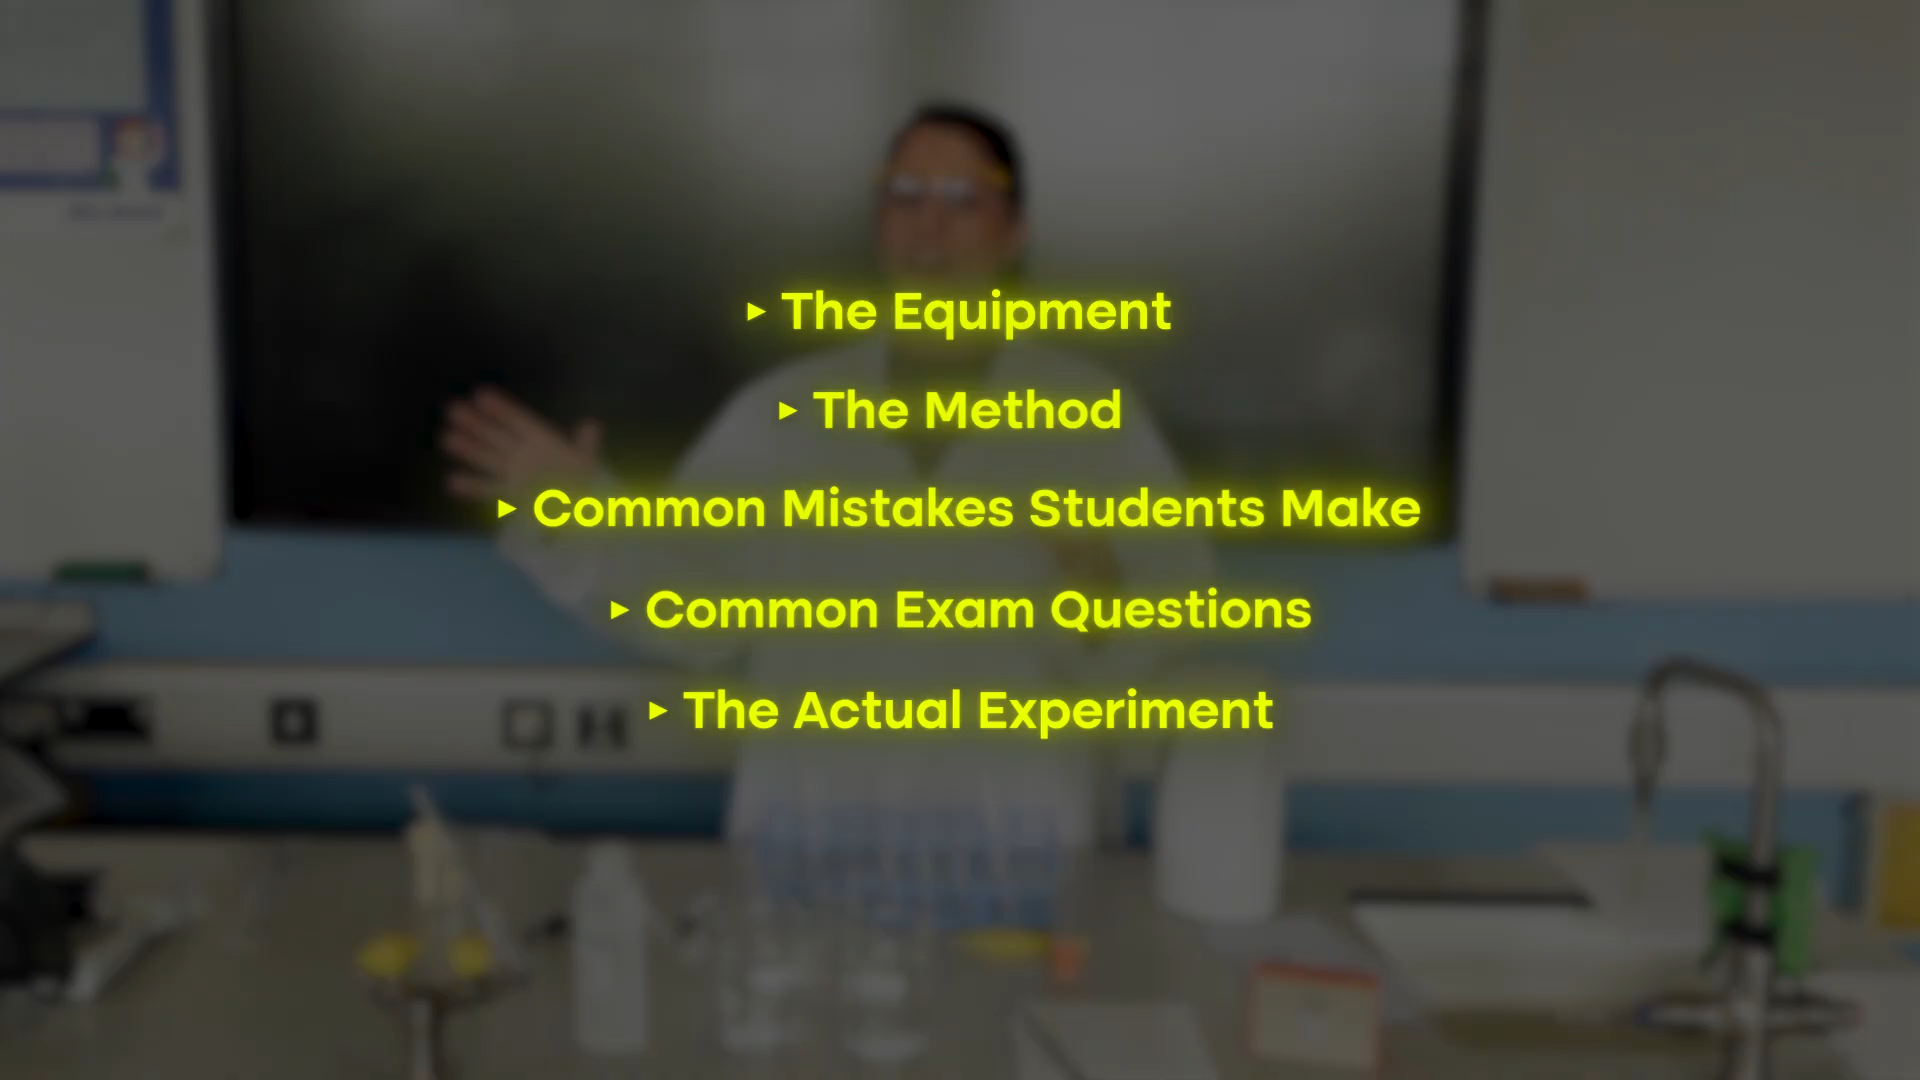 ▸ The Equipment
▸ The Method
▸ Common Mistakes Students Make
▸ Common Exam Questions
▸ The Actual Experiment